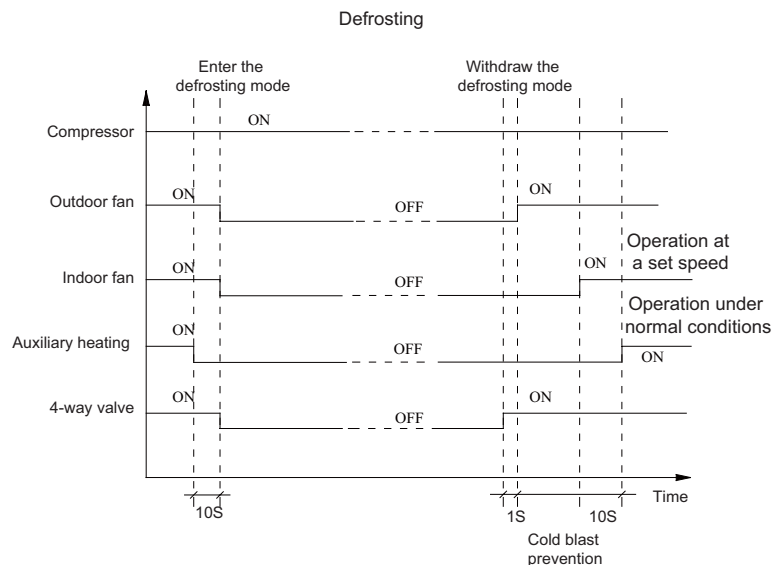 Defrosting
Enter the
defrosting mode
Withdraw the
defrosting mode
Compressor
ON
Outdoor fan
ON
OFF
ON
Indoor fan
ON
OFF
ON
Operation at
a set speed
Auxiliary heating
ON
OFF
ON
Operation under
normal conditions
4-way valve
ON
OFF
ON
Time
10S
1S
10S
Cold blast
prevention